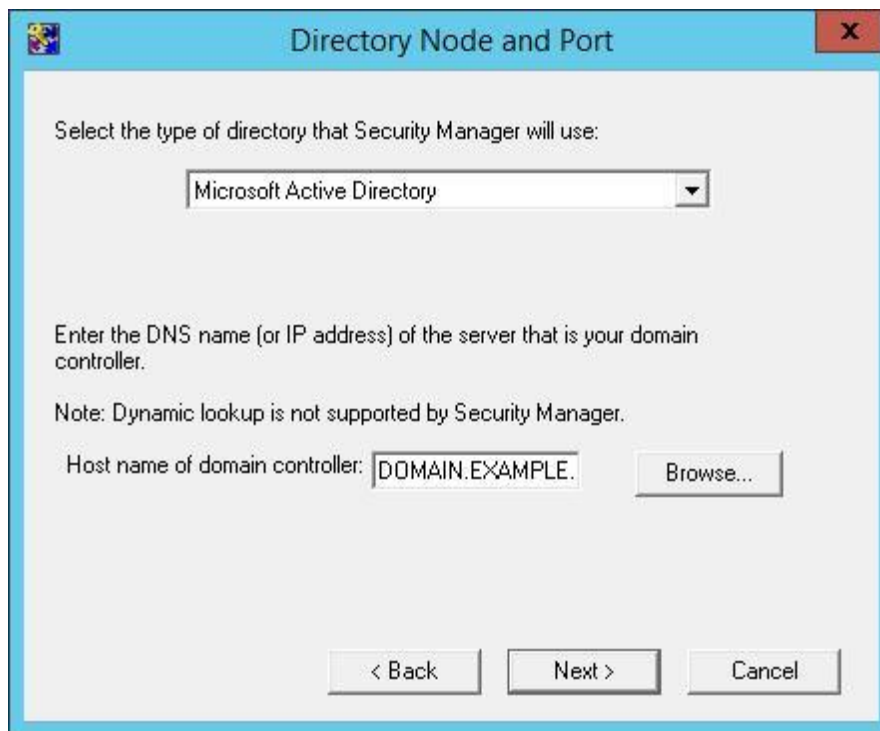 Directory Node and Port
x
Select the type of directory that Security Manager will use:
Microsoft Active Directory
Enter the DNS name (or IP address) of the server that is your domain
controller.
Note: Dynamic lookup is not supported by Security Manager.
Host name of domain controller: DOMAIN.EXAMPLE. Browse...
< Back Next > Cancel